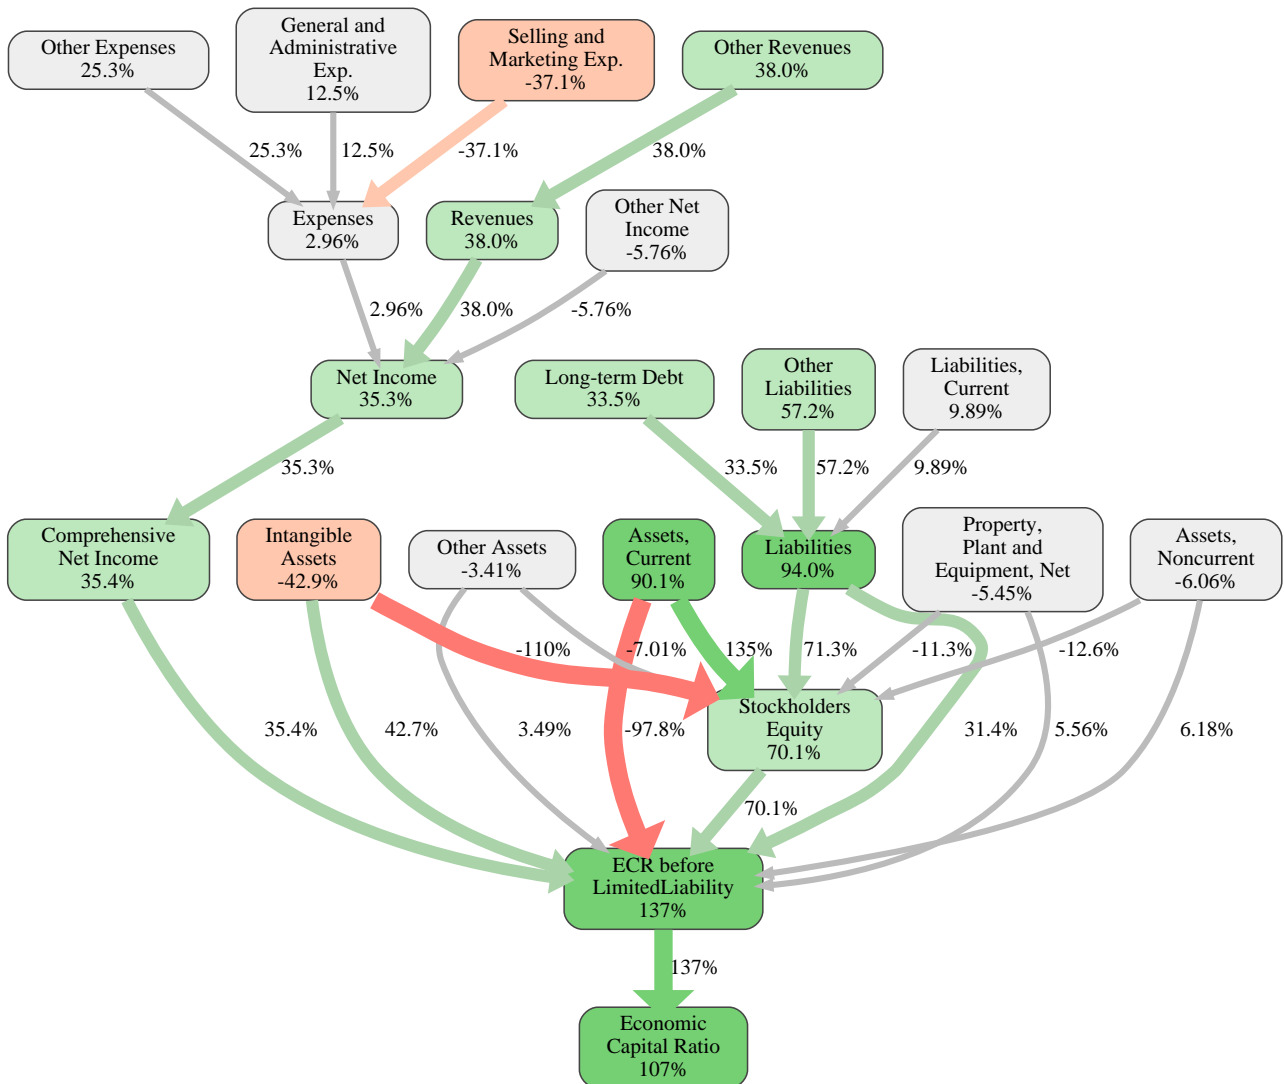 Other Expenses
25.3%
General and
Administrative
Exp.
12.5%
Selling and
Marketing Exp.
-37.1%
Other Revenues
38.0%
25.3%
12.5%
-37.1%
38.0%
Expenses
2.96%
Revenues
38.0%
Other Net
Income
-5.76%
2.96%
38.0%
-5.76%
Net Income
35.3%
Long-term Debt
33.5%
Other
Liabilities
57.2%
Liabilities,
Current
9.89%
35.3%
33.5%
57.2%
9.89%
Comprehensive
Net Income
35.4%
Intangible
Assets
-42.9%
Other Assets
-3.41%
Assets,
Current
90.1%
Liabilities
94.0%
Property,
Plant and
Equipment, Net
-5.45%
Assets,
Noncurrent
-6.06%
-110%
-7.01%
135%
71.3%
-11.3%
-12.6%
Stockholders
Equity
70.1%
35.4%
42.7%
3.49%
-97.8%
31.4%
5.56%
6.18%
70.1%
ECR before
LimitedLiability
137%
137%
Economic
Capital Ratio
107%